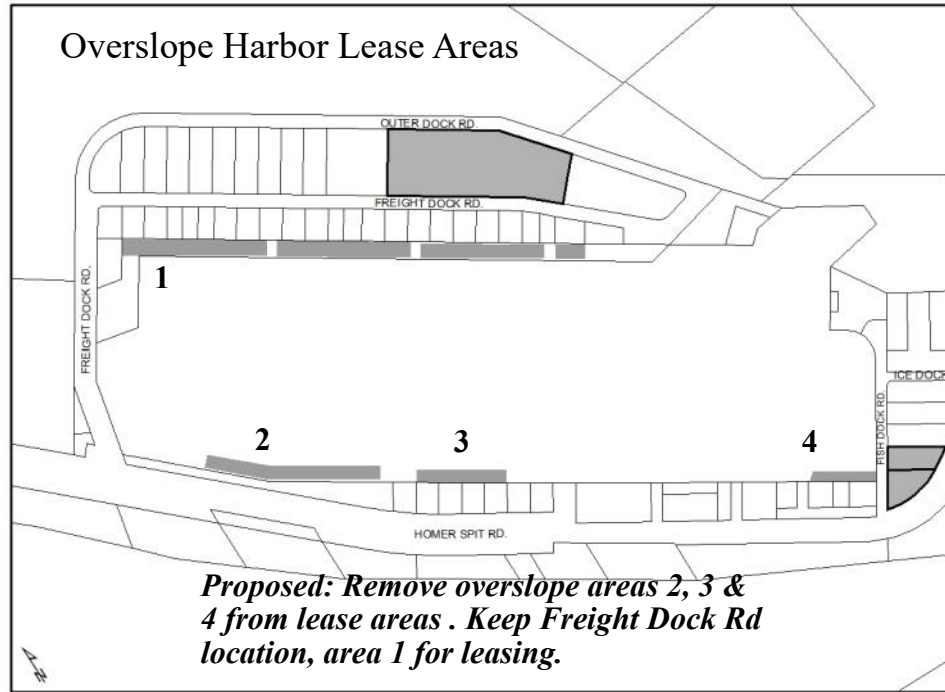 Overslope Harbor Lease Areas
OUTER DOCK RD.
FREIGHT DOCK RD.
1
FREIGHT DOCK RD.
ICE DOCK
FISH DOCK RD.
2
3
4
HOMER SPIT RD.
Proposed: Remove overslope areas 2, 3 &
4 from lease areas . Keep Freight Dock Rd
location, area 1 for leasing.
N